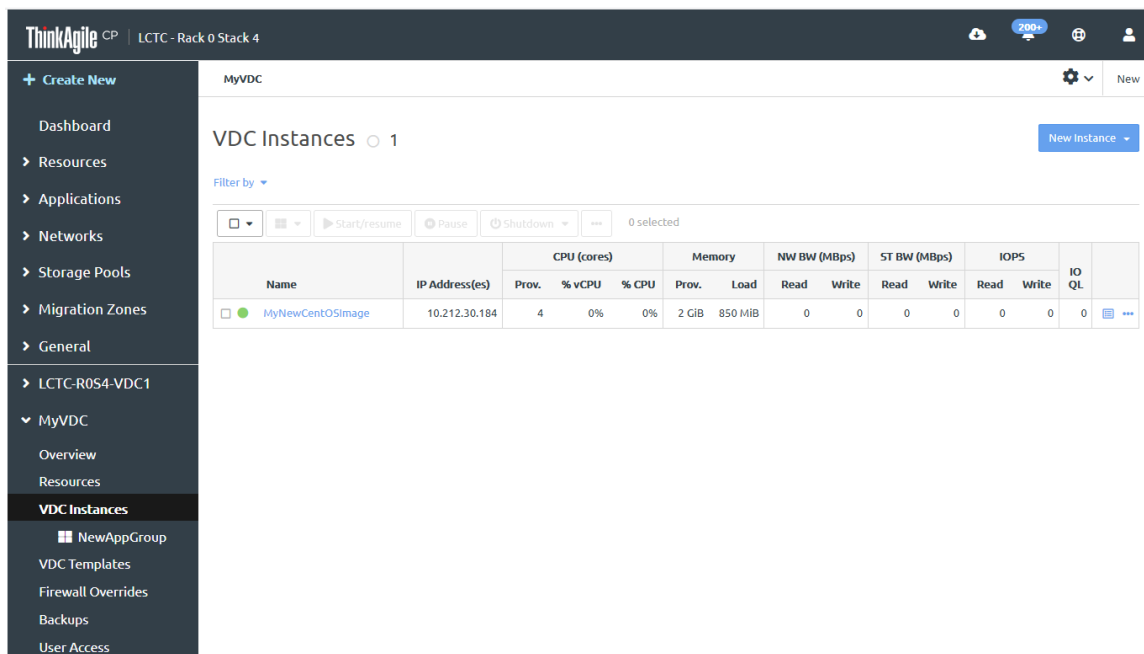 ThinkAgile CP LCTC - Rack 0 Stack 4 200+
+ Create New
MyVDC
New
Dashboard
Resources
Applications
Networks
Storage Pools
Migration Zones
General
LCTC-R0S4-VDC1
MyVDC
Overview
Resources
VDC Instances
NewAppGroup
VDC Templates
Firewall Overrides
Backups
User Access
VDC Instances 1
New Instance
Filter by
Start/resume Pause Shutdown 0 selected
CPU (cores) Memory NW BW (MBps) ST BW (MBps) IOPS
Name IP Address(es) Prov. % vCPU % CPU Prov. Load Read Write Read Write Read Write IO QL
MyNewCentOSImage 10.212.30.184 4 0% 0% 2 GiB 850 MiB 0 0 0 0 0 0 0